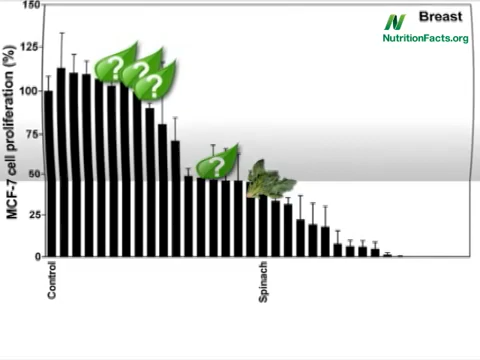 Breast
NutritionFacts.org
MCF-7 cell proliferation (%)
150
125
100
75
50
25
0
?
?
?
?
Control
Spinach